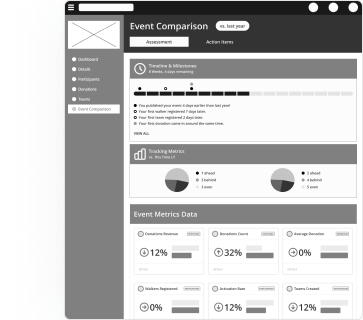 Event Comparison
vs. last year
Assessment
Action Items
Dashboard
Details
Participants
Donations
Teams
Event Comparison
Timeline & Milestones
8 Weeks, 4 days remaining
You published your event 4 days earlier than last year!
Your first walker registered 7 days later.
Your first team registered 2 days later.
Your first donation came in around the same time.
VIEW ALL
Tracking Metrics
vs. this Time LY
1 ahead
3 behind
3 even
2 ahead
4 behind
5 even
Event Metrics Data
Donations Revenue
Donations Count
Average Donation
12%
32%
0%
Walkers Registered
Activation Rate
Teams Created
0%
12%
12%